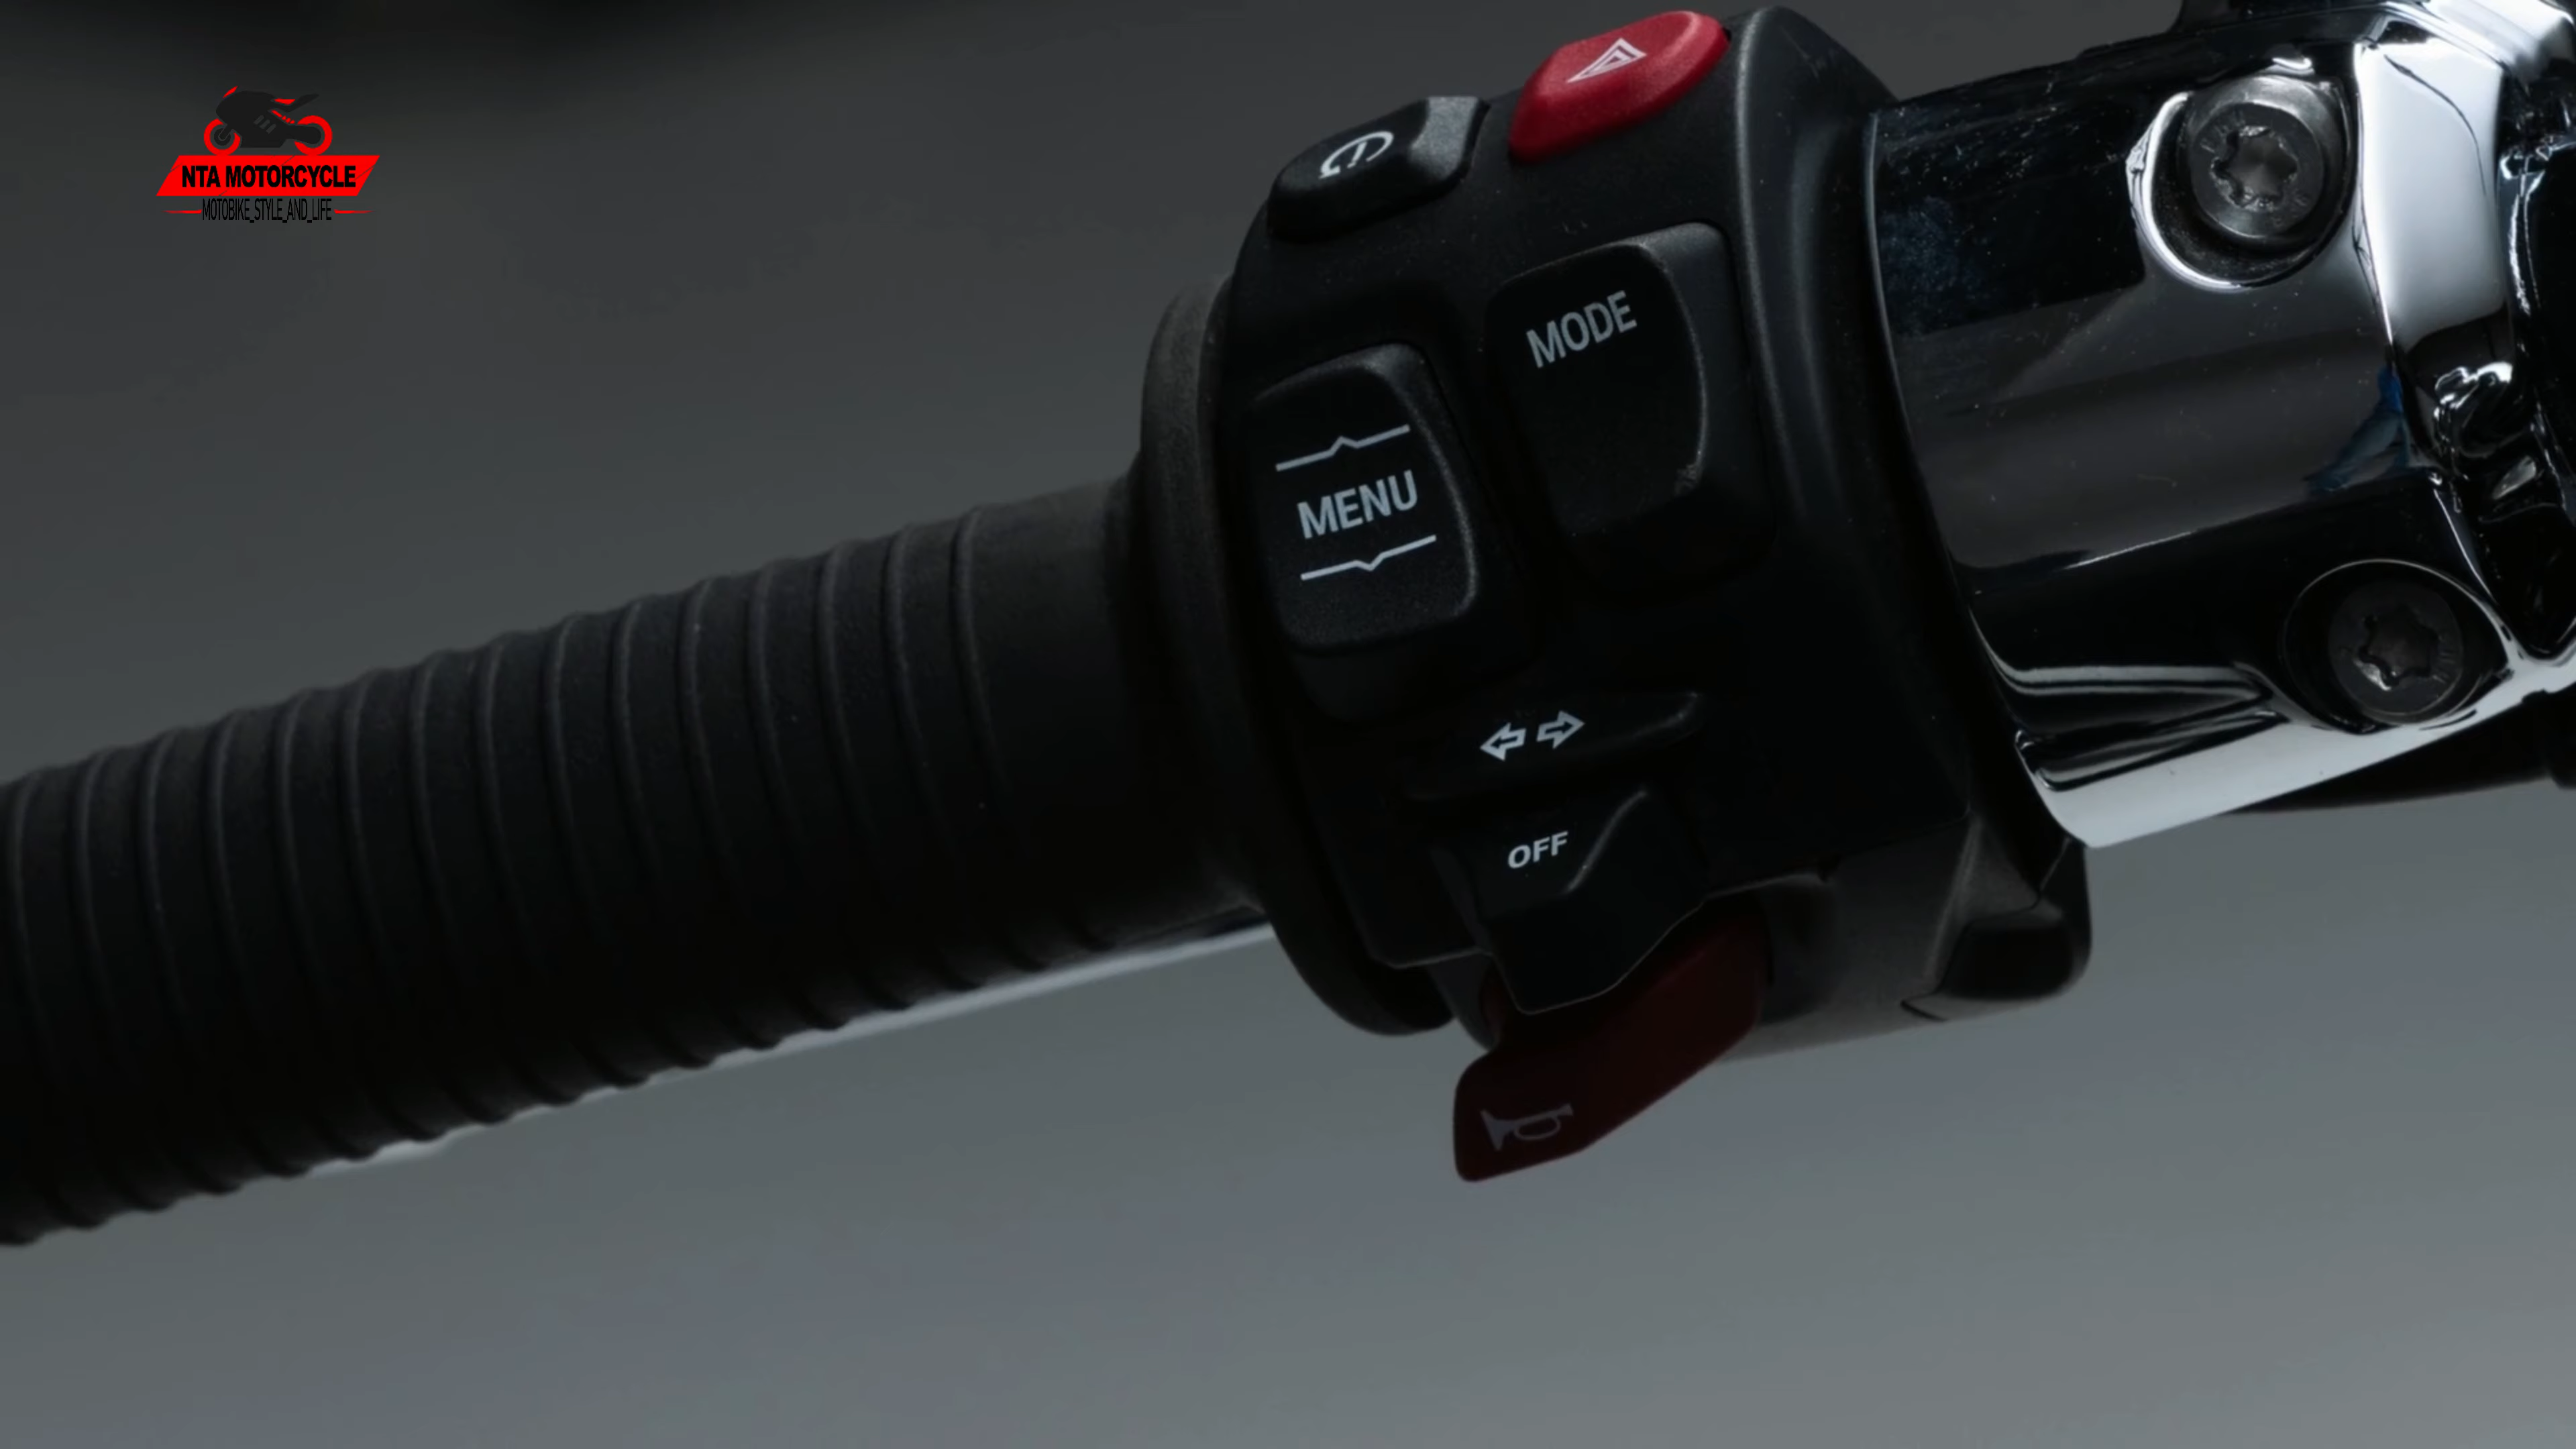 NTA MOTORCYCLE
MOTOBIKE_STYLE_AND_LIFE
MODE
MENU
OFF